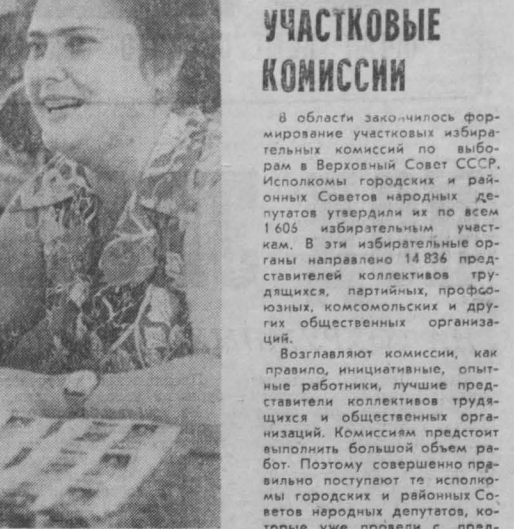 УЧАСТКОВЫЕ
КОМИССИИ
В области закончилось фор-
мирование участковых избира-
тельных комиссий по выбо-
рам в Верховный Совет СССР.
Исполкомы городских и рай-
онных Советов народных де-
путатов утвердили их по всем
1 606 избирательным участ-
кам. В эти избирательные ор-
ганы направлено 14 836 пред-
ставителей коллективов тру-
дящихся, партийных, профсо-
юзных, комсомольских и дру-
гих общественных организа-
ций.
Возглавляют комиссии, как
правило, инициативные, опыт-
ные работники, лучшие пред-
ставители коллективов трудя-
щихся и общественных орга-
низаций. Комиссиям предстоит
выполнить большой объем ра-
бот. Поэтому совершенно пра-
вильно поступают те исполко-
мы городских и районных Со-
ветов народных депутатов, ко-
торые уже провели с пред-